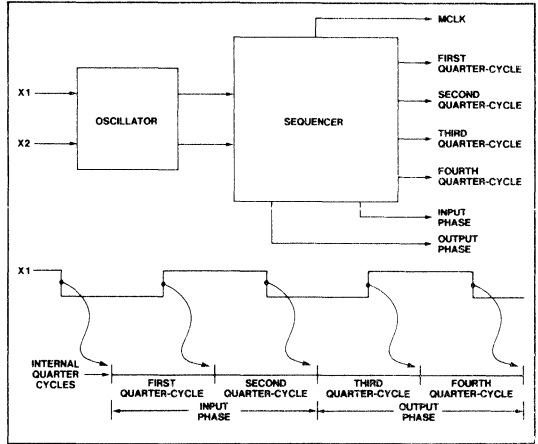 MCLK
FIRST
QUARTER-CYCLE
X1
SECOND
QUARTER-CYCLE
OSCILLATOR
SEQUENCER
X2
THIRD
QUARTER-CYCLE
FOURTH
QUARTER-CYCLE
INPUT
PHASE
OUTPUT
PHASE
X1
INTERNAL
QUARTER
CYCLES
FIRST
QUARTER-CYCLE
SECOND
QUARTER-CYCLE
THIRD
QUARTER-CYCLE
FOURTH
QUARTER-CYCLE
INPUT
PHASE
OUTPUT
PHASE